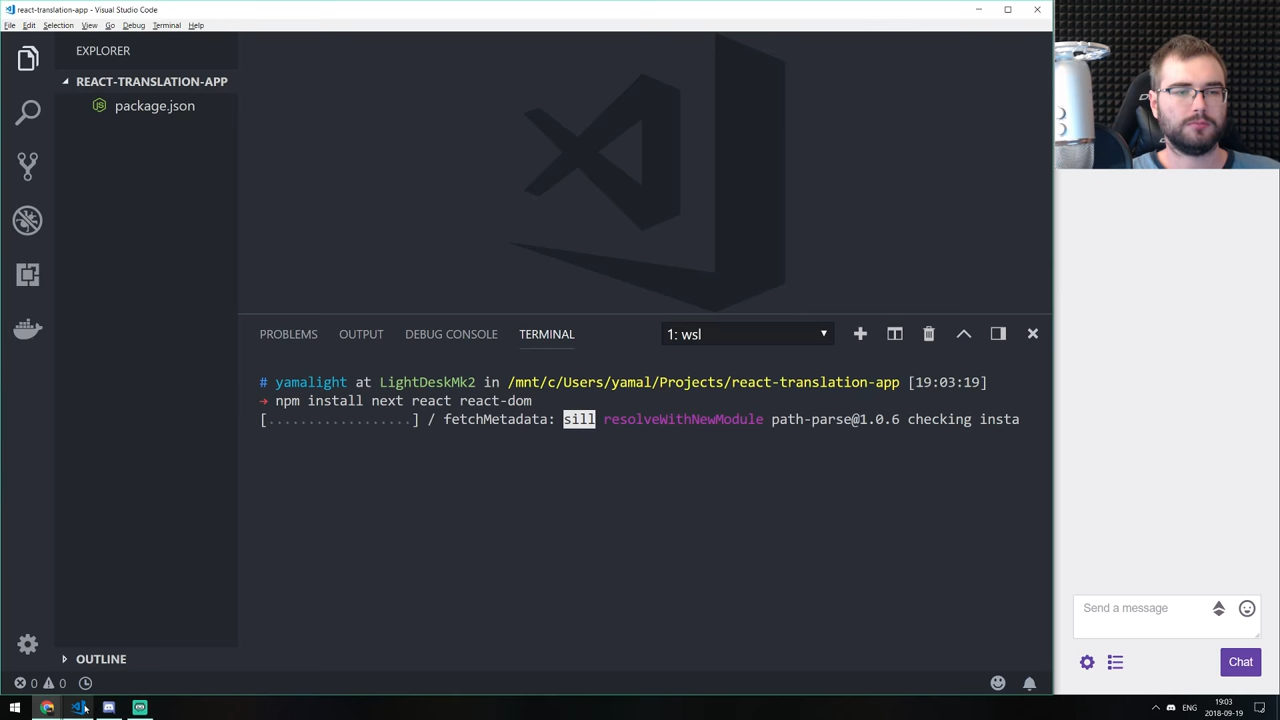 react-translation-app - Visual Studio Code
File Edit Selection View Go Debug Terminal Help
EXPLORER
REACT-TRANSLATION-APP
package.json
OUTLINE
PROBLEMS OUTPUT DEBUG CONSOLE TERMINAL 1: wsl
# yamalight at LightDeskMk2 in /mnt/c/Users/yamal/Projects/react-translation-app [19:03:19]
➜ npm install next react react-dom
[..................] / fetchMetadata: sill resolveWithNewModule path-parse@1.0.6 checking insta
0 0
Send a message
Chat
ENG
19:03
2018-09-19